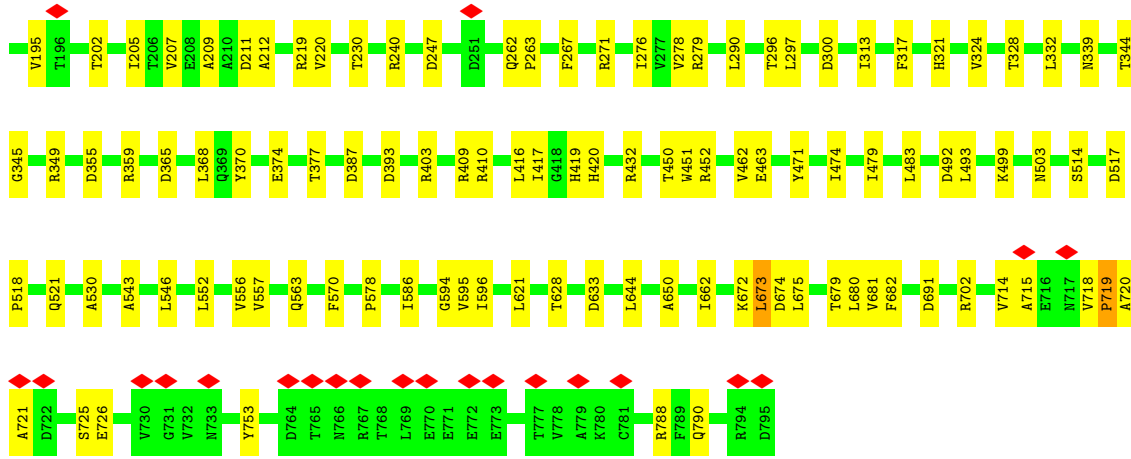 V195 T196 T202 I205 T206 V207 E208 A209 A210 D211 A212 R219 V220 T230 R240 D247 D251 Q262 P263 F267 R271 I276 V277 V278 R279 L290 T296 L297 D300 I313 F317 H321 V324 T328 L332 N339 T344
G345 R349 D355 R359 D365 L368 Q369 Y370 E374 T377 D387 D393 R403 R409 R410 L416 I417 G418 H419 H420 R432 T450 W451 R452 V462 E463 Y471 I474 I479 L483 D492 L493 K499 N503 S514 D517
P518 Q521 A530 A543 L546 L552 V556 V557 Q563 F570 P578 I586 G594 V595 I596 L621 T628 D633 L644 A650 I662 K672 L673 D674 L675 T679 L680 V681 F682 D691 R702 V714 A715 E716 N717 V718 P719 A720
A721 D722 S725 E726 V730 G731 V732 N733 Y753 D764 T765 N766 R767 T768 L769 E770 E771 E772 E773 T777 V778 A779 K780 C781 R788 F789 Q790 R794 D795